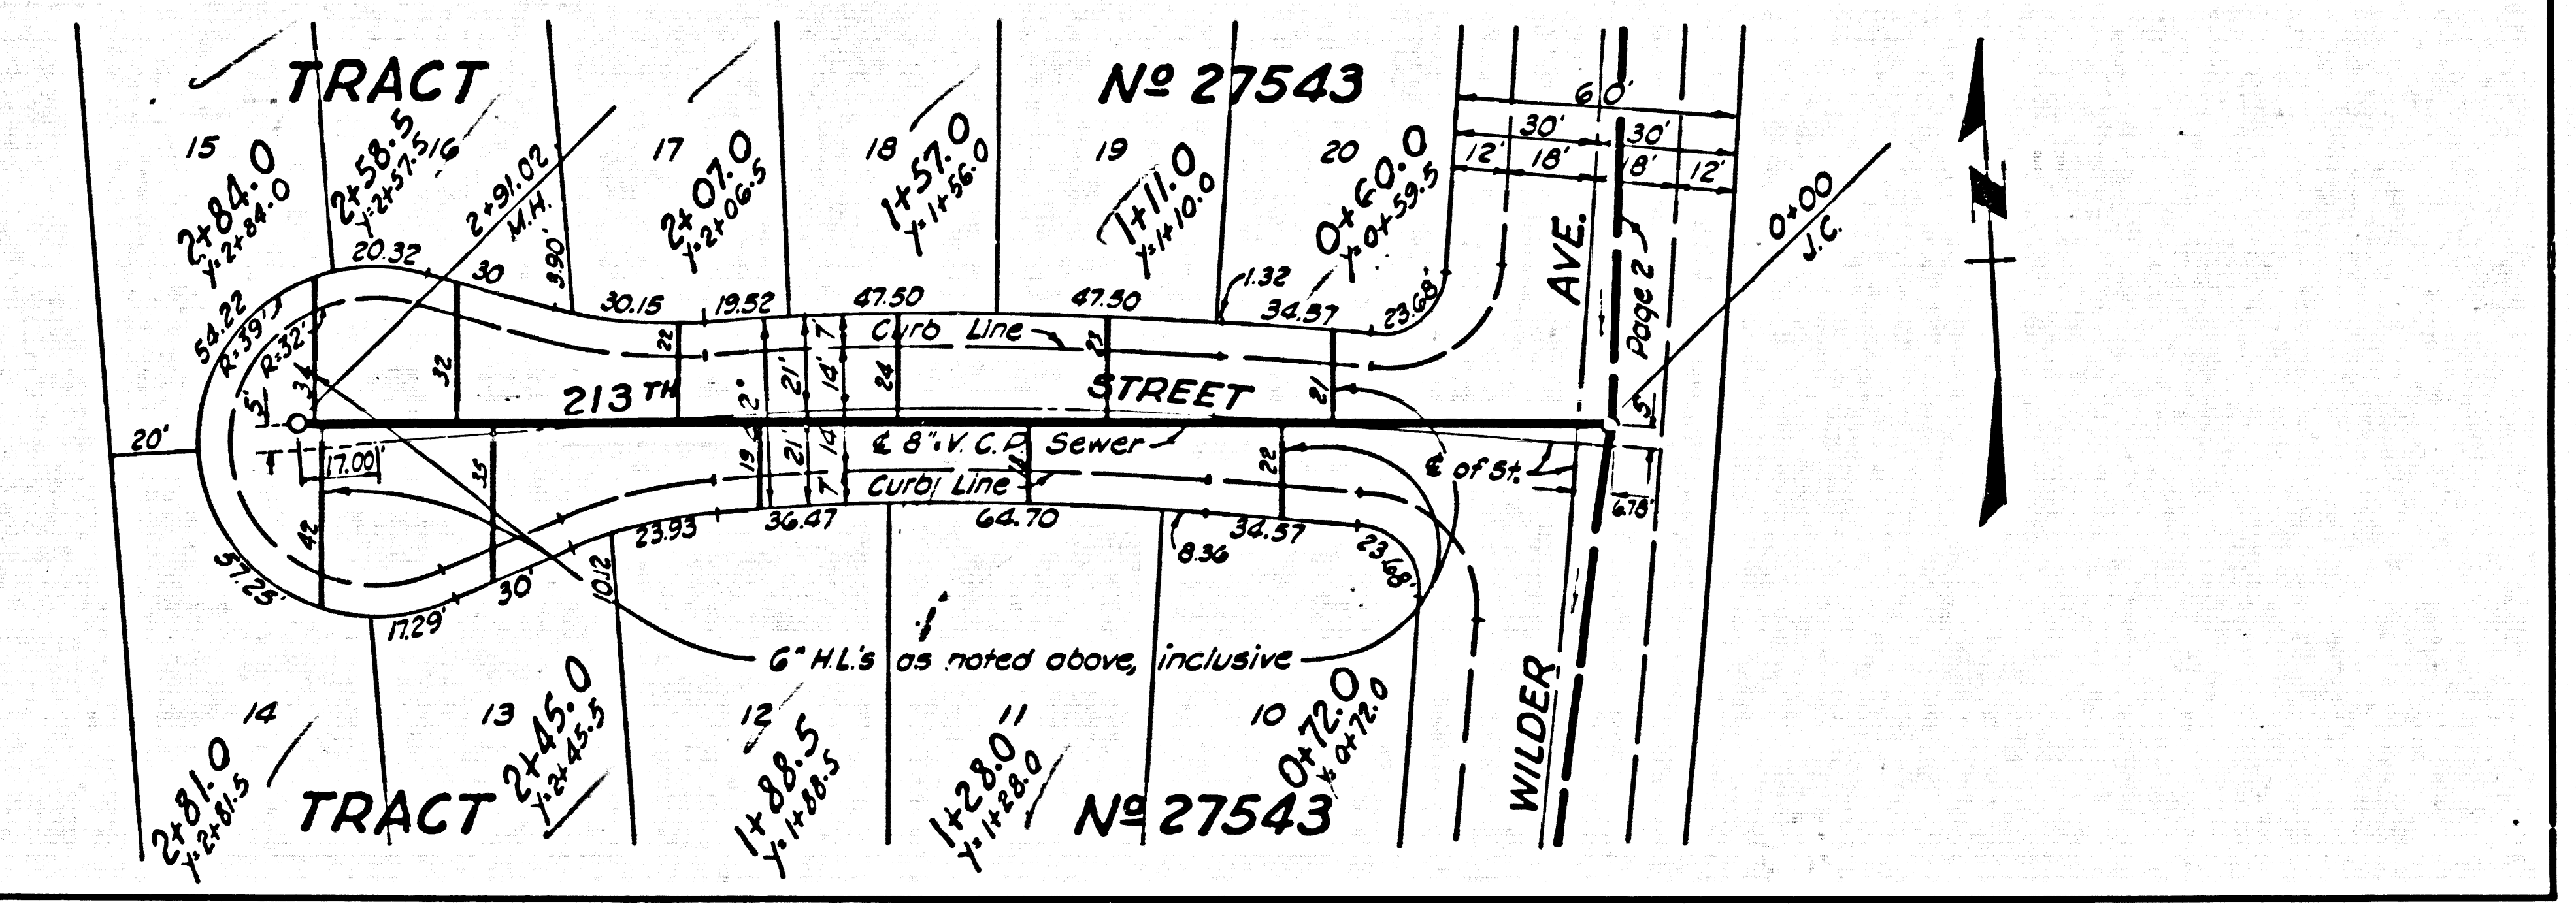 TRACT
Nº 27543
15
2+84.0
Y=2+84.0
2+58.5
Y=2+57.5
16
2+91.02
M.H.
17
2+07.0
Y=2+06.5
18
1+57.0
Y=1+56.0
19
1+11.0
Y=1+10.0
20
0+60.0
Y=0+59.5
60'
30'
30'
12'
18'
18'
12'
N
0+00
J.C.
AVE.
Page 2
54.22
R=39'
R=32'
20.32
30
3.90'
30.15
19.52
47.50
47.50
1.32
34.57
23.68'
34
32
22
21'
14'
7'
24
23
21
Curb Line
213TH
STREET
5'
5'
20'
17.00'
42
35
19
21'
14'
7'
22
℄ 8" V.C.P. Sewer
Curb Line
℄ of St.
6.78'
57.25'
17.29'
30'
10.12
23.93
36.47
64.70
8.36
34.57
23.68'
6" H.L.'s as noted above, inclusive
14
2+81.0
Y=2+81.5
13
2+45.0
Y=2+45.5
12
1+88.5
Y=1+88.5
11
1+28.0
Y=1+28.0
10
0+72.0
Y=0+72.0
WILDER
TRACT
Nº 27543